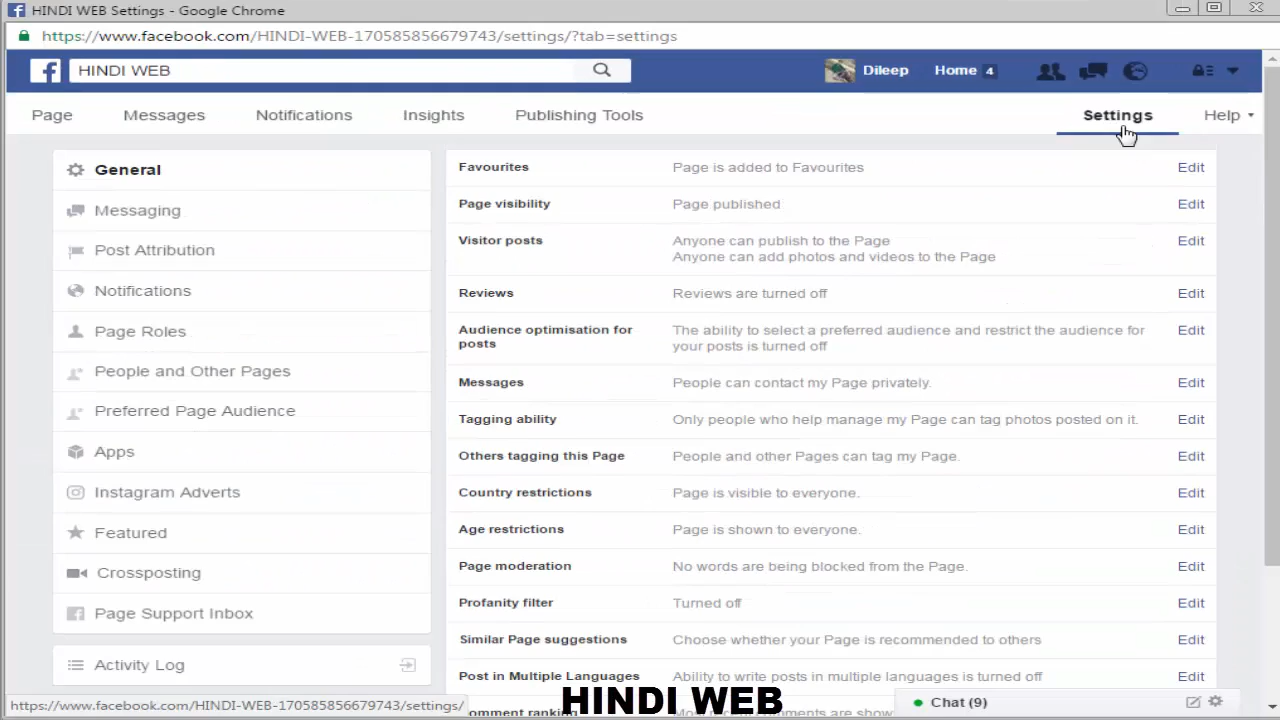 HINDI WEB Settings - Google Chrome
https://www.facebook.com/HINDI-WEB-170585856679743/settings/?tab=settings
HINDI WEB
Dileep
Home 4
Page
Messages
Notifications
Insights
Publishing Tools
Settings
Help
General
Messaging
Post Attribution
Notifications
Page Roles
People and Other Pages
Preferred Page Audience
Apps
Instagram Adverts
Featured
Crossposting
Page Support Inbox
Activity Log
Favourites Page is added to Favourites Edit
Page visibility Page published Edit
Visitor posts Anyone can publish to the Page Edit
Anyone can add photos and videos to the Page
Reviews Reviews are turned off Edit
Audience optimisation for The ability to select a preferred audience and restrict the audience for Edit
posts your posts is turned off
Messages People can contact my Page privately. Edit
Tagging ability Only people who help manage my Page can tag photos posted on it. Edit
Others tagging this Page People and other Pages can tag my Page. Edit
Country restrictions Page is visible to everyone. Edit
Age restrictions Page is shown to everyone. Edit
Page moderation No words are being blocked from the Page. Edit
Profanity filter Turned off Edit
Similar Page suggestions Choose whether your Page is recommended to others Edit
Post in Multiple Languages Ability to write posts in multiple languages is turned off Edit
ranking comments are
https://www.facebook.com/HINDI-WEB-170585856679743/settings/
HINDI WEB
Chat (9)